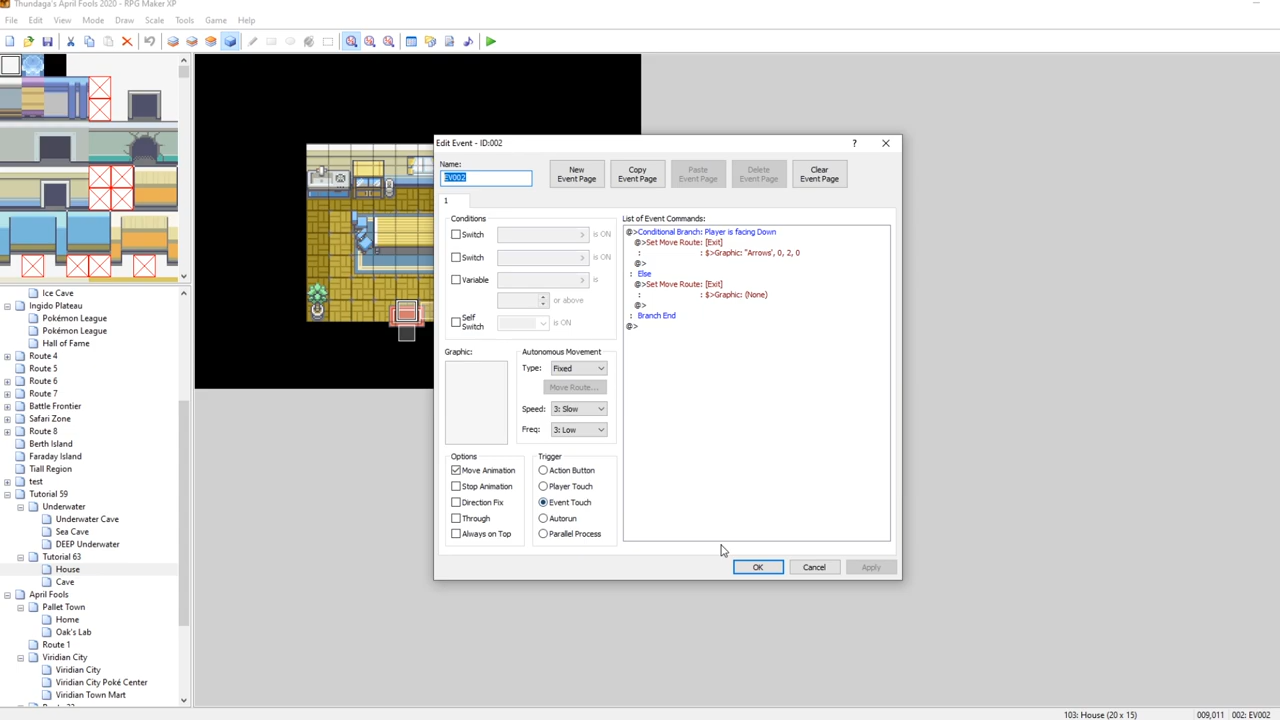 Thundaga's April Fools 2020 - RPG Maker XP
File Edit View Mode Draw Scale Tools Game Help
Ice Cave
Ingido Plateau
Pokémon League
Pokémon League
Hall of Fame
Route 4
Route 5
Route 6
Route 7
Battle Frontier
Safari Zone
Route 8
Berth Island
Faraday Island
Tiall Region
test
Tutorial 59
Underwater
Underwater Cave
Sea Cave
DEEP Underwater
Tutorial 63
House
Cave
April Fools
Pallet Town
Home
Oak's Lab
Route 1
Viridian City
Viridian City
Viridian City Poké Center
Viridian Town Mart
Edit Event - ID:002
?
Name:
EV002
New Event Page
Copy Event Page
Paste Event Page
Delete Event Page
Clear Event Page
1
Conditions
Switch is ON
Switch is ON
Variable is
or above
Self Switch is ON
Graphic:
Autonomous Movement
Type: Fixed
Move Route...
Speed: 3: Slow
Freq: 3: Low
Options
Move Animation
Stop Animation
Direction Fix
Through
Always on Top
Trigger
Action Button
Player Touch
Event Touch
Autorun
Parallel Process
List of Event Commands:
@>Conditional Branch: Player is facing Down
@>Set Move Route: [Exit]
: : $>Graphic: "Arrows', 0, 2, 0
@>
: Else
@>Set Move Route: [Exit]
: : $>Graphic: (None)
@>
: Branch End
@>
OK Cancel Apply
103: House (20 x 15) 009,011 002: EV002